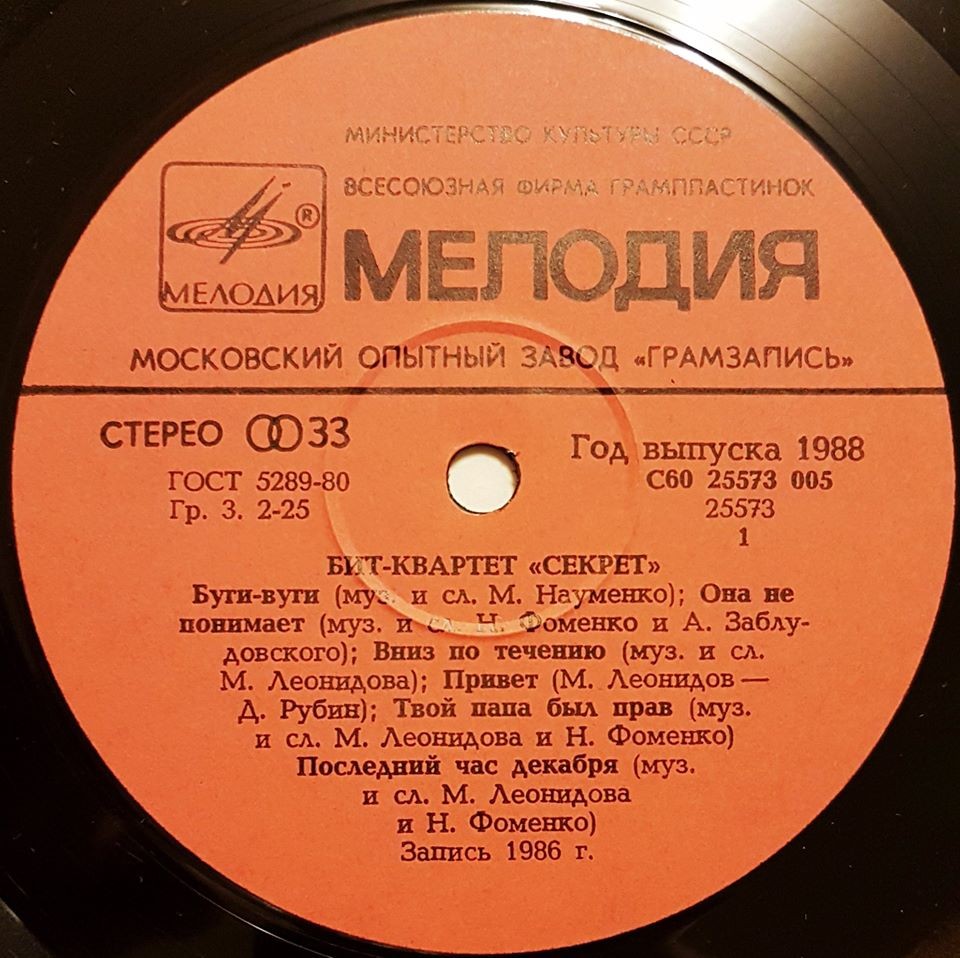 МИНИСТЕРСТВО КУЛЬТУРЫ СССР
ВСЕСОЮЗНАЯ ФИРМА ГРАМПЛАСТИНОК
®
МЕЛОДИЯ
МЕЛОДИЯ
МОСКОВСКИЙ ОПЫТНЫЙ ЗАВОД «ГРАМЗАПИСЬ»
СТЕРЕО 33
Год выпуска 1988
ГОСТ 5289-80
С60 25573 005
Гр. 3. 2-25
25573
1
БИТ-КВАРТЕТ «СЕКРЕТ»
Буги-вуги (муз. и сл. М. Науменко); Она не
понимает (муз. и сл. Н. Фоменко и А. Заблу-
довского); Вниз по течению (муз. и сл.
М. Леонидова); Привет (М. Леонидов —
Д. Рубин); Твой папа был прав (муз.
и сл. М. Леонидова и Н. Фоменко)
Последний час декабря (муз.
и сл. М. Леонидова
и Н. Фоменко)
Запись 1986 г.